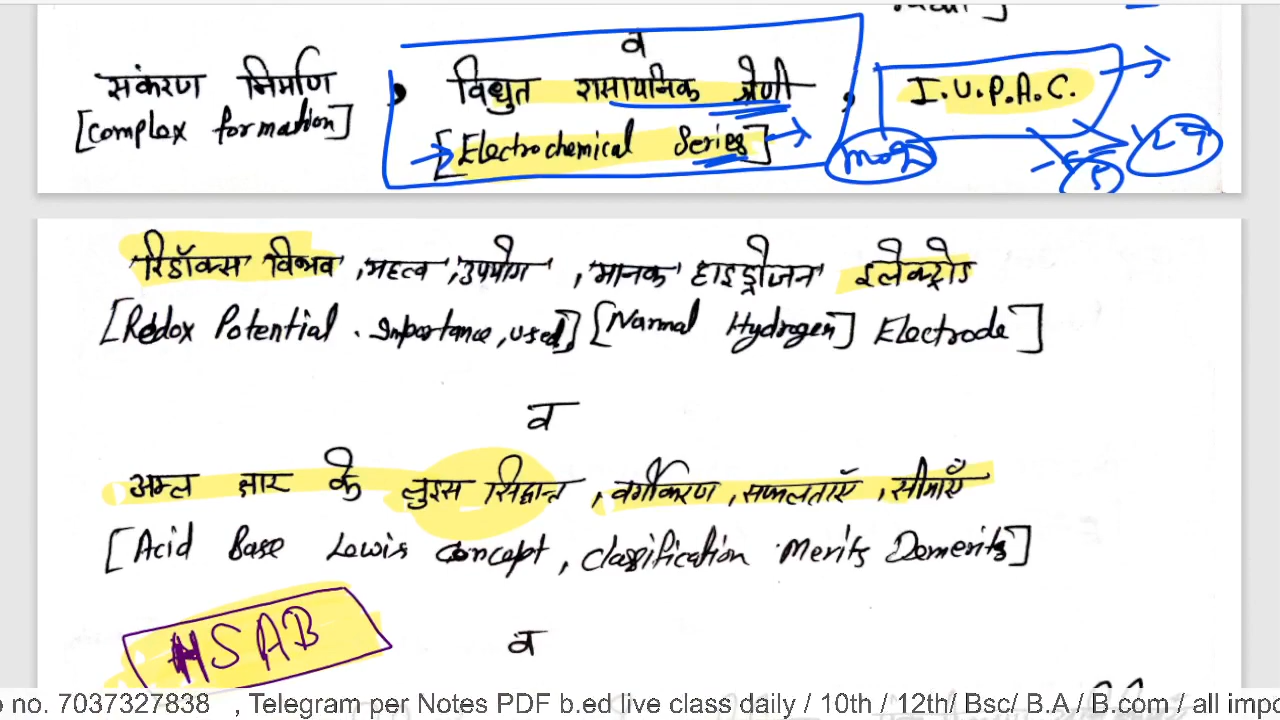 व
संकरण निर्माण , विद्युत रासायनिक श्रेणी , I.U.P.A.C.
[Complex formation] [Electrochemical Series]
रिडॉक्स विभव , महत्व , उपयोग , मानक हाइड्रोजन इलेक्ट्रोड
[Redox Potential . Importance, used] [Normal Hydrogen] Electrode]
व
अम्ल क्षार के लुइस सिद्धान्त , वर्गीकरण , सफलताएँ , सीमाएँ
[Acid Base Lewis concept , classification . Merits Demerits]
HSAB
व
o no. 7037327838 , Telegram per Notes PDF b.ed live class daily / 10th / 12th/ Bsc/ B.A / B.com / all impo